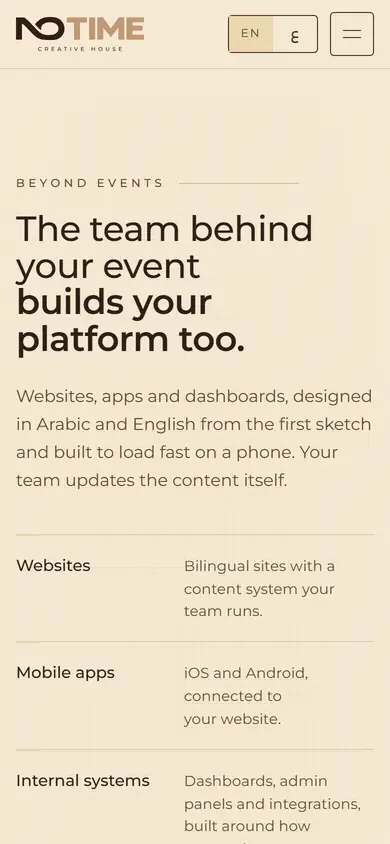 NOTIME
CREATIVE HOUSE
EN
ع
BEYOND EVENTS
The team behind
your event
builds your
platform too.
Websites, apps and dashboards, designed
in Arabic and English from the first sketch
and built to load fast on a phone. Your
team updates the content itself.
Websites
Bilingual sites with a
content system your
team runs.
Mobile apps
iOS and Android,
connected to
your website.
Internal systems
Dashboards, admin
panels and integrations,
built around how